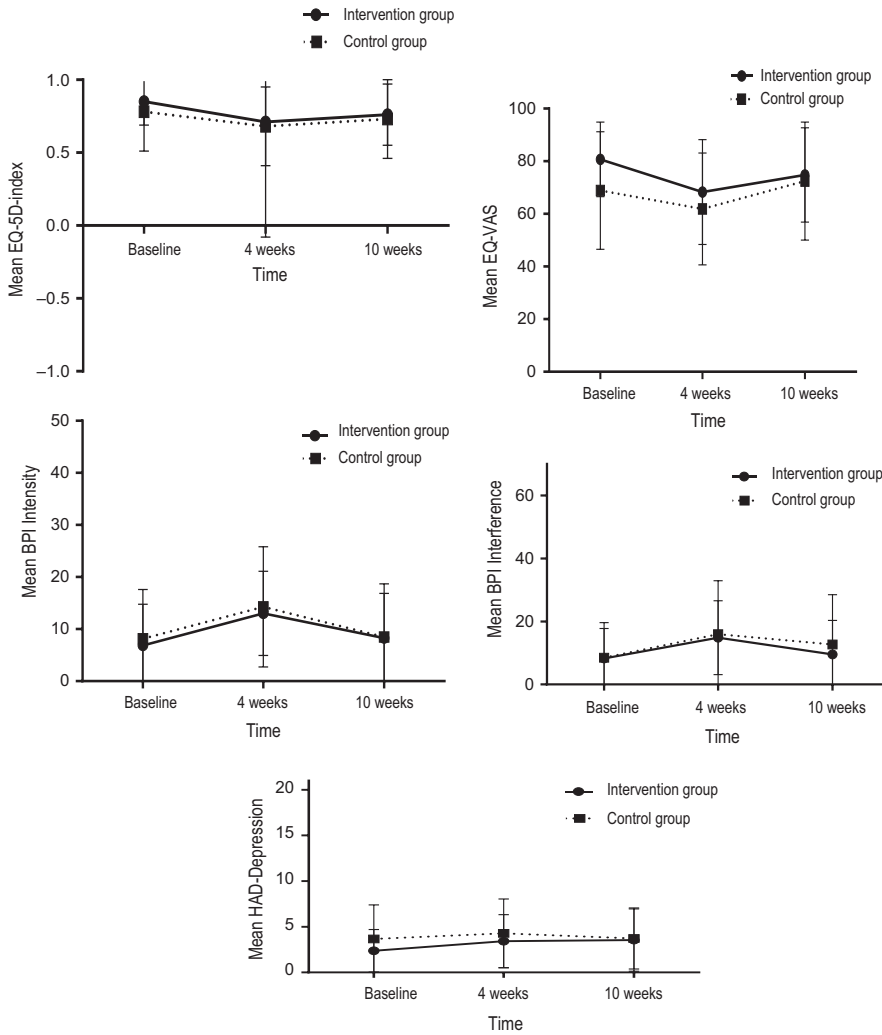 Intervention group
Control group
Mean EQ-5D-index
1.0
0.5
0.0
–0.5
–1.0
Baseline
4 weeks
10 weeks
Time
Intervention group
Control group
Mean EQ-VAS
100
80
60
40
20
0
Baseline
4 weeks
10 weeks
Time
Intervention group
Control group
Mean BPI Intensity
50
40
30
20
10
0
Baseline
4 weeks
10 weeks
Time
Intervention group
Control group
Mean BPI Interference
60
40
20
0
Baseline
4 weeks
10 weeks
Time
Intervention group
Control group
Mean HAD-Depression
20
15
10
5
0
Baseline
4 weeks
10 weeks
Time